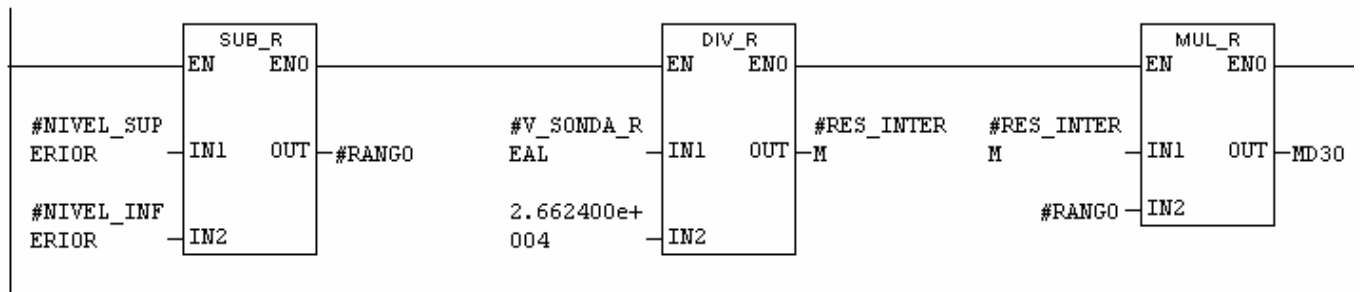 SUB_R
DIV_R
MUL_R
EN ENO
EN ENO
EN ENO
#NIVEL_SUP
ERIOR
IN1 OUT
#RANGO
#V_SONDA_R
EAL
IN1 OUT
#RES_INTER
M
#RES_INTER
M
IN1 OUT
MD30
#NIVEL_INF
ERIOR
IN2
2.662400e+
004
IN2
#RANGO
IN2